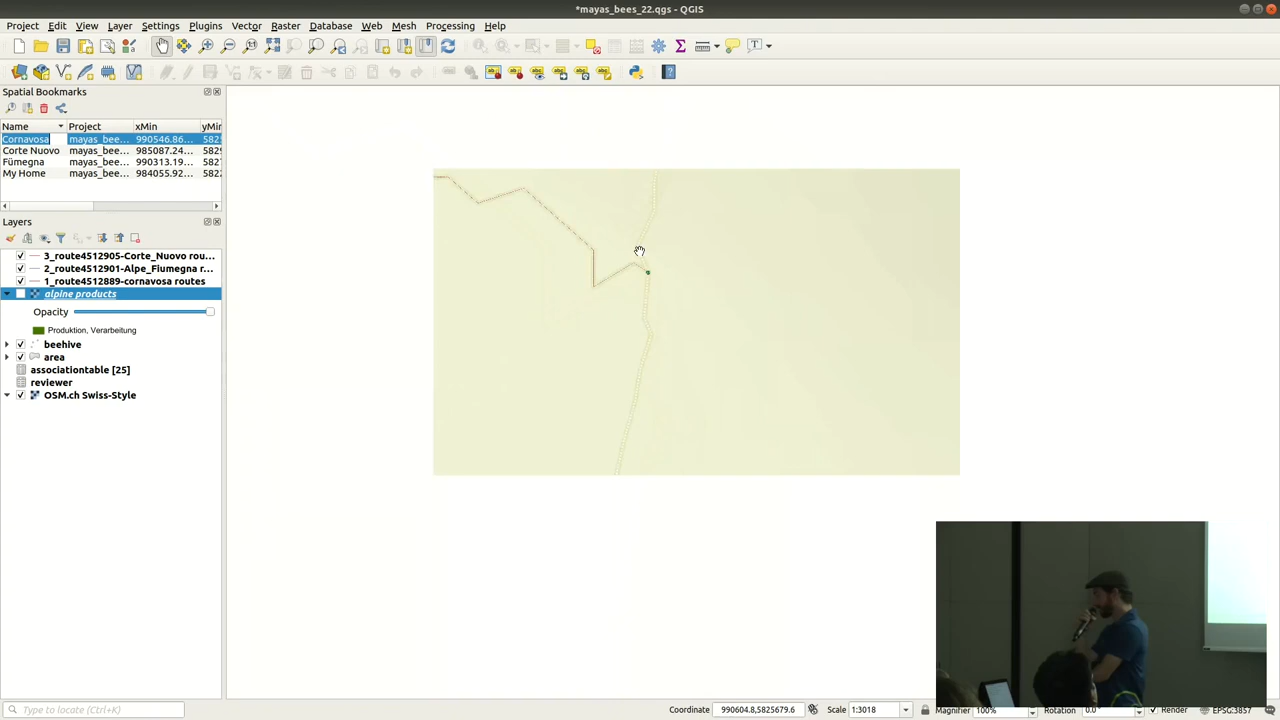 *mayas_bees_22.qgs - QGIS
Project Edit View Layer Settings Plugins Vector Raster Database Web Mesh Processing Help
Spatial Bookmarks
Name Project xMin yMin
Cornavosa mayas_bee... 990546.86...
Corte Nuovo mayas_bee... 985087.24...
Fümegna mayas_bee... 990313.19...
My Home mayas_bee... 984055.92...
Layers
3_route4512905-Corte_Nuovo rou...
2_route4512901-Alpe_Fiumegna r...
1_route4512889-cornavosa routes
alpine products
Opacity
Produktion, Verarbeitung
beehive
area
associationtable [25]
reviewer
OSM.ch Swiss-Style
Type to locate (Ctrl+K)
Coordinate 990604.8,5825679.6 Scale 1:3018 Magnifier 100% Rotation 0.0° Render EPSG:3857